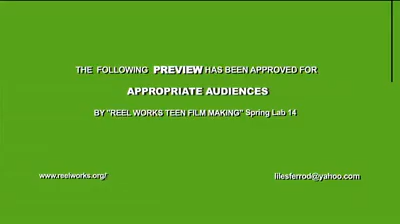 THE FOLLOWING PREVIEW HAS BEEN APPROVED FOR
APPROPRIATE AUDIENCES
BY "REEL WORKS TEEN FILM MAKING" Spring Lab 14
www.reelworks.org/ lilesferrod@yahoo.com